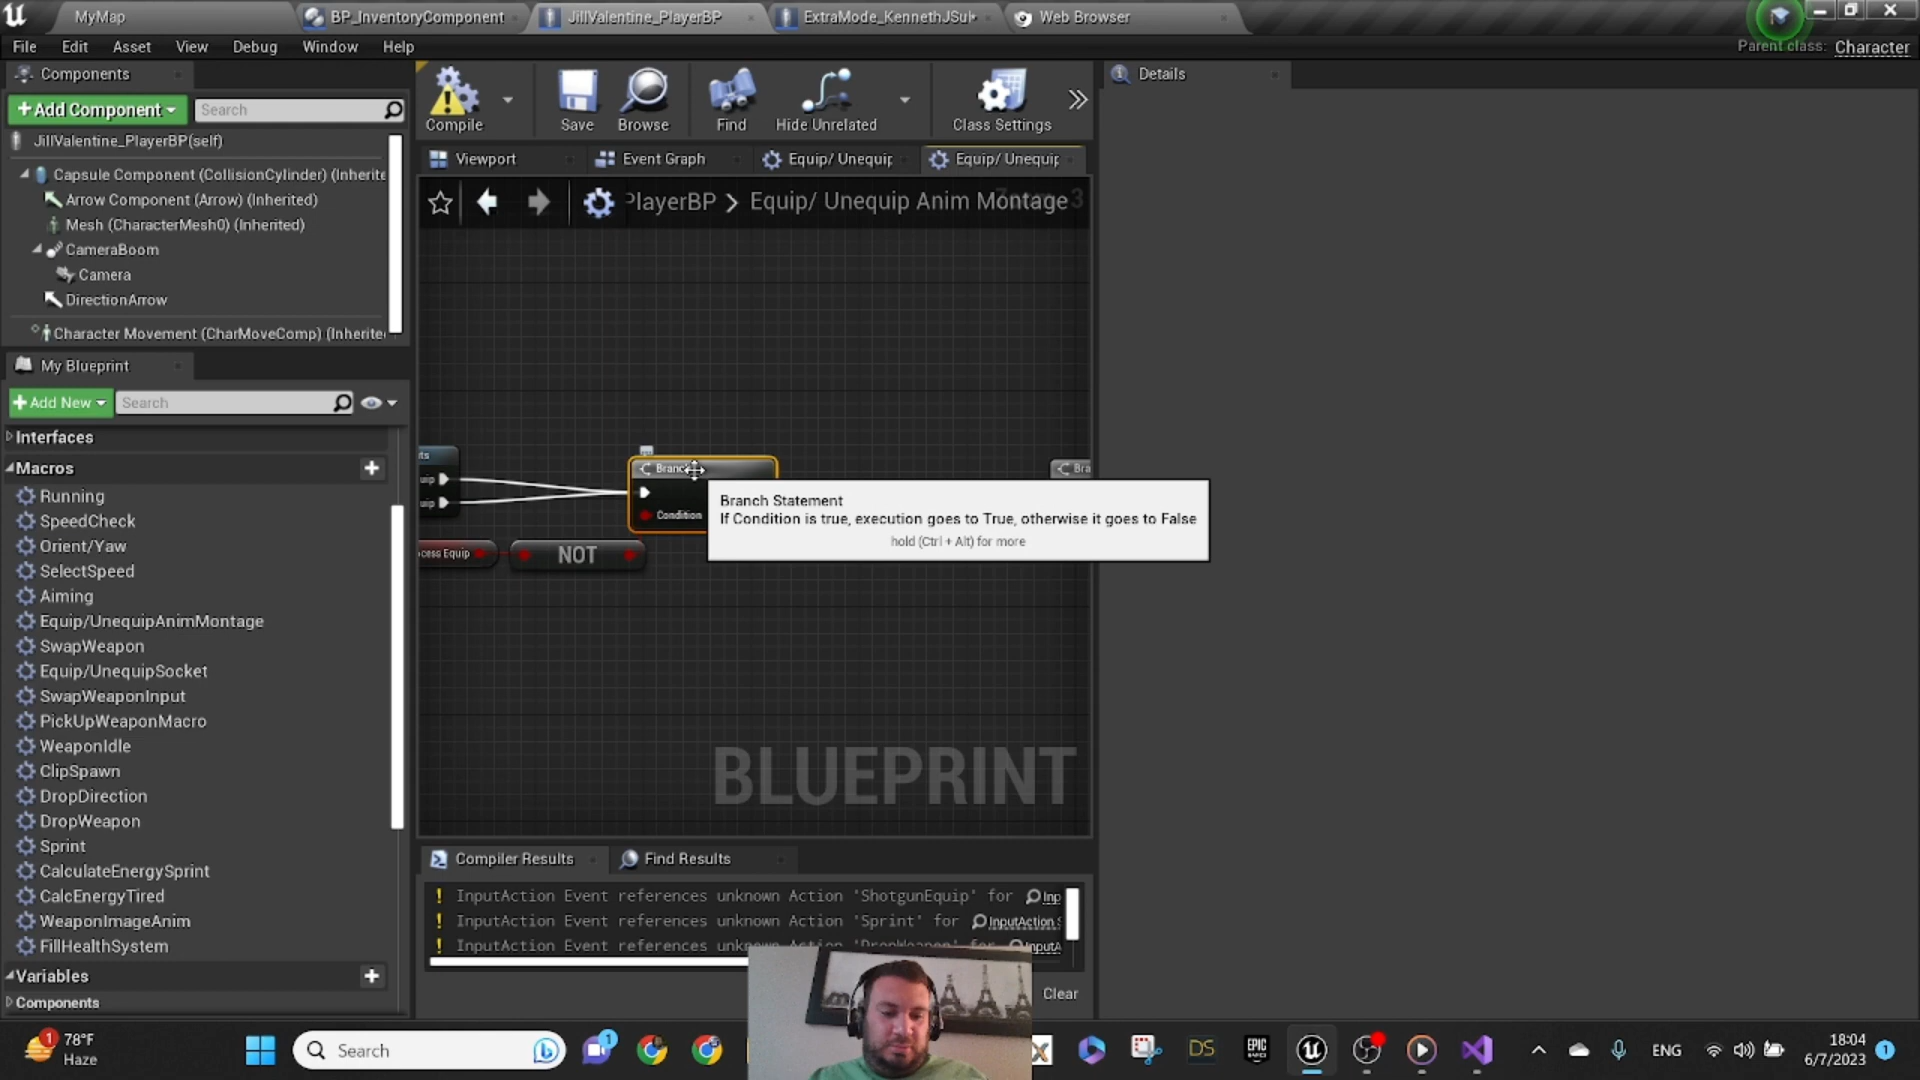 MyMap
BP_InventoryComponent
JillValentine_PlayerBP
ExtraMode_KennethJSul
Web Browser
File Edit Asset View Debug Window Help
Parent class: Character
Components
+Add Component
Search
JillValentine_PlayerBP(self)
Capsule Component (CollisionCylinder) (Inherite
Arrow Component (Arrow) (Inherited)
Mesh (CharacterMesh0) (Inherited)
CameraBoom
Camera
DirectionArrow
Character Movement (CharMoveComp) (Inherite
My Blueprint
+Add New
Search
Interfaces
Macros
Running
SpeedCheck
Orient/Yaw
SelectSpeed
Aiming
Equip/UnequipAnimMontage
SwapWeapon
Equip/UnequipSocket
SwapWeaponInput
PickUpWeaponMacro
WeaponIdle
ClipSpawn
DropDirection
DropWeapon
Sprint
CalculateEnergySprint
CalcEnergyTired
WeaponImageAnim
FillHealthSystem
Variables
Components
Compile
Save
Browse
Find
Hide Unrelated
Class Settings
Viewport
Event Graph
Equip/ Unequip
Equip/ Unequip
PlayerBP > Equip/ Unequip Anim Montage
Branch
Condition
cess Equip
NOT
Bra
Branch Statement
If Condition is true, execution goes to True, otherwise it goes to False
hold (Ctrl + Alt) for more
BLUEPRINT
Compiler Results
Find Results
! InputAction Event references unknown Action 'ShotgunEquip' for Inp
! InputAction Event references unknown Action 'Sprint' for InputAction
! InputAction Event references unknown Action 'DropWeapon' for InputA
Clear
Details
78°F
Haze
Search
DS
EPIC GAMES
ENG
18:04
6/7/2023